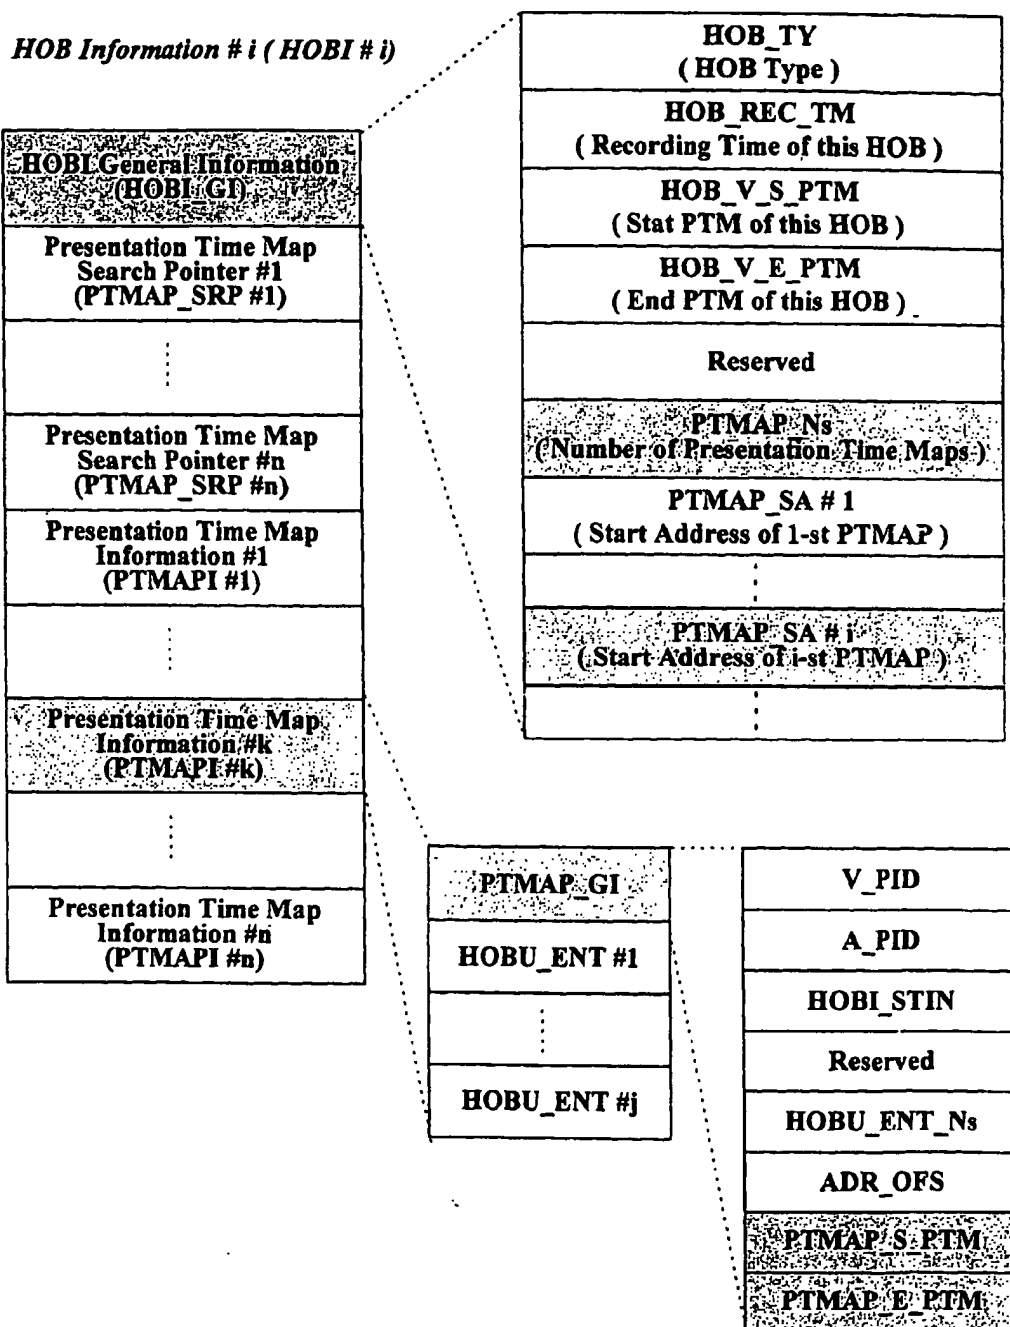 HOB Information # i ( HOBI # i)
HOBI General Information
(HOBI_GI)
Presentation Time Map
Search Pointer #1
(PTMAP_SRP #1)
Presentation Time Map
Search Pointer #n
(PTMAP_SRP #n)
Presentation Time Map
Information #1
(PTMAPI #1)
Presentation Time Map
Information #k
(PTMAPI #k)
Presentation Time Map
Information #n
(PTMAPI #n)
HOB_TY
( HOB Type )
HOB_REC_TM
( Recording Time of this HOB )
HOB_V_S_PTM
( Stat PTM of this HOB )
HOB_V_E_PTM
( End PTM of this HOB )
Reserved
PTMAP_Ns
( Number of Presentation Time Maps )
PTMAP_SA # 1
( Start Address of 1-st PTMAP )
PTMAP_SA # i
( Start Address of i-st PTMAP )
PTMAP_GI
HOBU_ENT #1
HOBU_ENT #j
V_PID
A_PID
HOBI_STIN
Reserved
HOBU_ENT_Ns
ADR_OFS
PTMAP_S_PTM
PTMAP_E_PTM